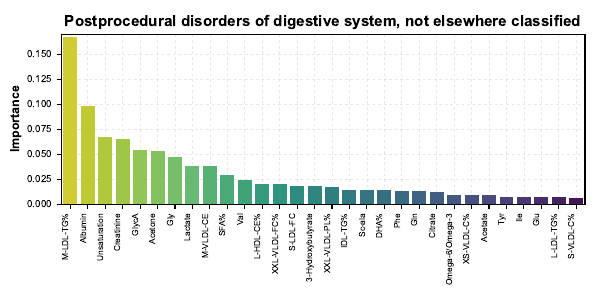 Postprocedural disorders of digestive system, not elsewhere classified
Importance
0.150
0.125
0.100
0.075
0.050
0.025
0.000
M-LDL-TG%
Albumin
Unsaturation
Creatinine
GlycA
Acetone
Gly
Lactate
M-VLDL-CE
SFA%
Val
L-HDL-CE%
XXL-VLDL-FC%
S-LDL-FC
3-Hydroxybutyrate
XXL-VLDL-PL%
IDL-TG%
DHA%
Phe
Gln
Citrate
Omega-6/Omega-3
XS-VLDL-C%
Acetate
Tyr
Ile
Glu
L-LDL-TG%
S-VLDL-C%